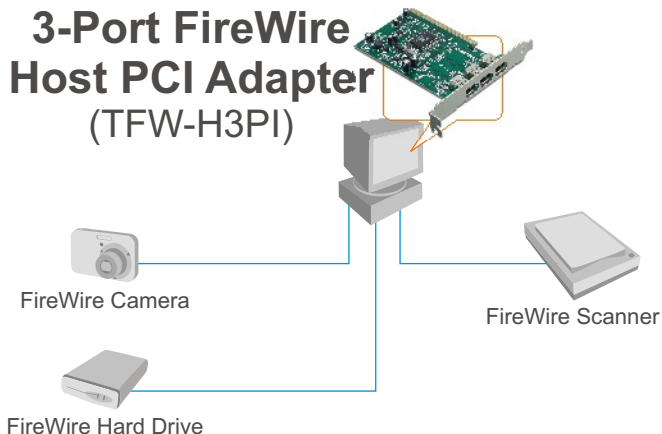 3-Port FireWire
Host PCI Adapter
(TFW-H3PI)
FireWire Camera
FireWire Scanner
FireWire Hard Drive